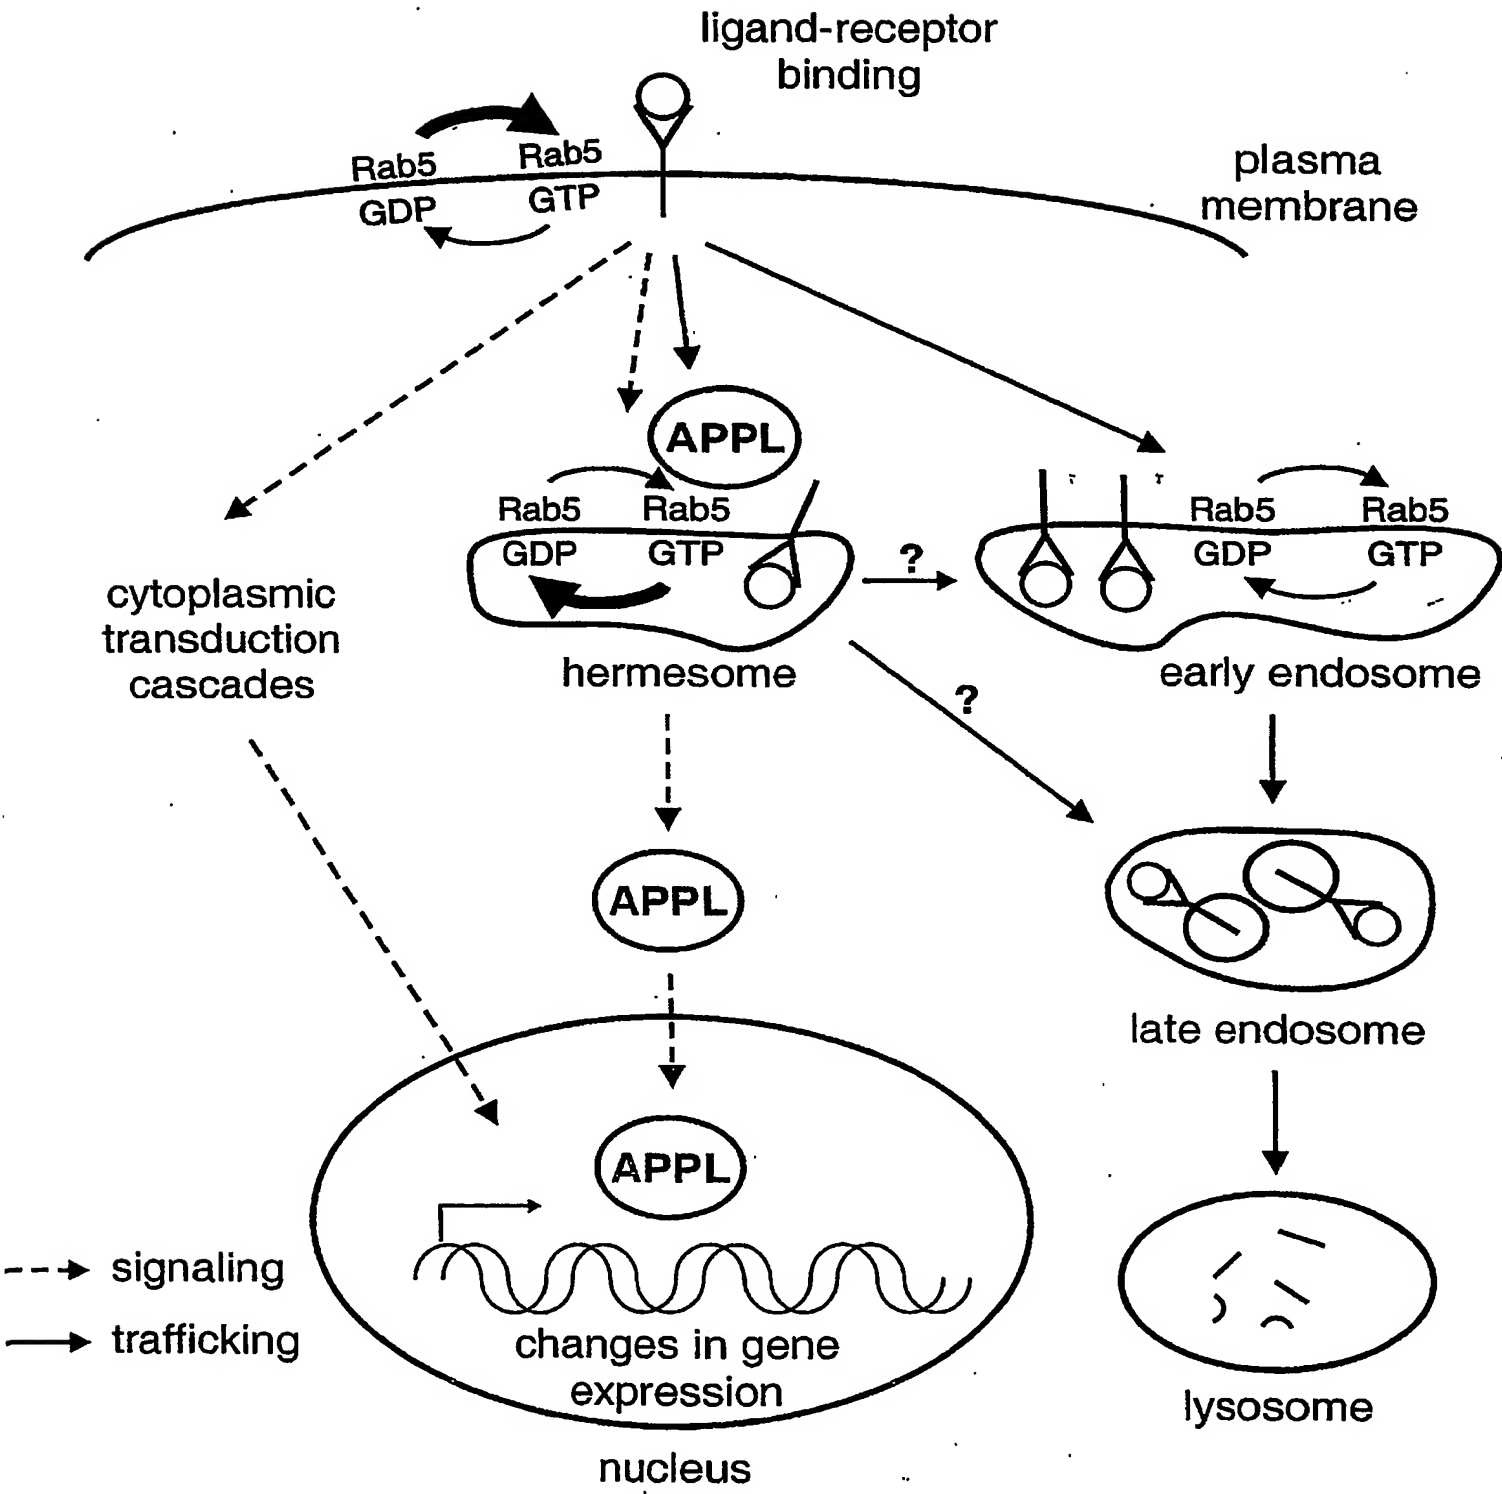 ligand-receptor
binding
Rab5
Rab5
GDP
GTP
plasma
membrane
APPL
Rab5
Rab5
GDP
GTP
hermesome
?
Rab5
Rab5
GDP
GTP
early endosome
cytoplasmic
transduction
cascades
?
APPL
late endosome
APPL
signaling
trafficking
changes in gene
expression
nucleus
lysosome